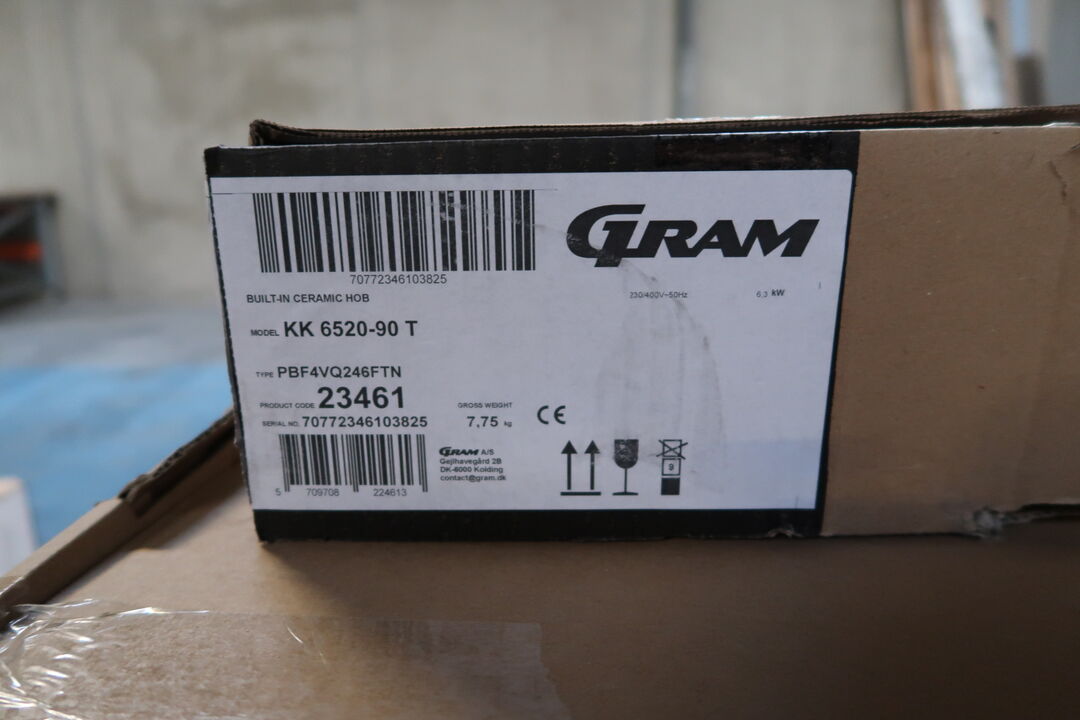 GRAM
70772346103825
BUILT-IN CERAMIC HOB
230/400V~50Hz
6,3 kW
MODEL KK 6520-90 T
TYPE PBF4VQ246FTN
PRODUCT CODE 23461
GROSS WEIGHT
SERIAL NO. 70772346103825
7,75 kg
CE
GRAM A/S
Gejlhavegård 2B
DK-6000 Kolding
contact@gram.dk
9
5 709708 224613